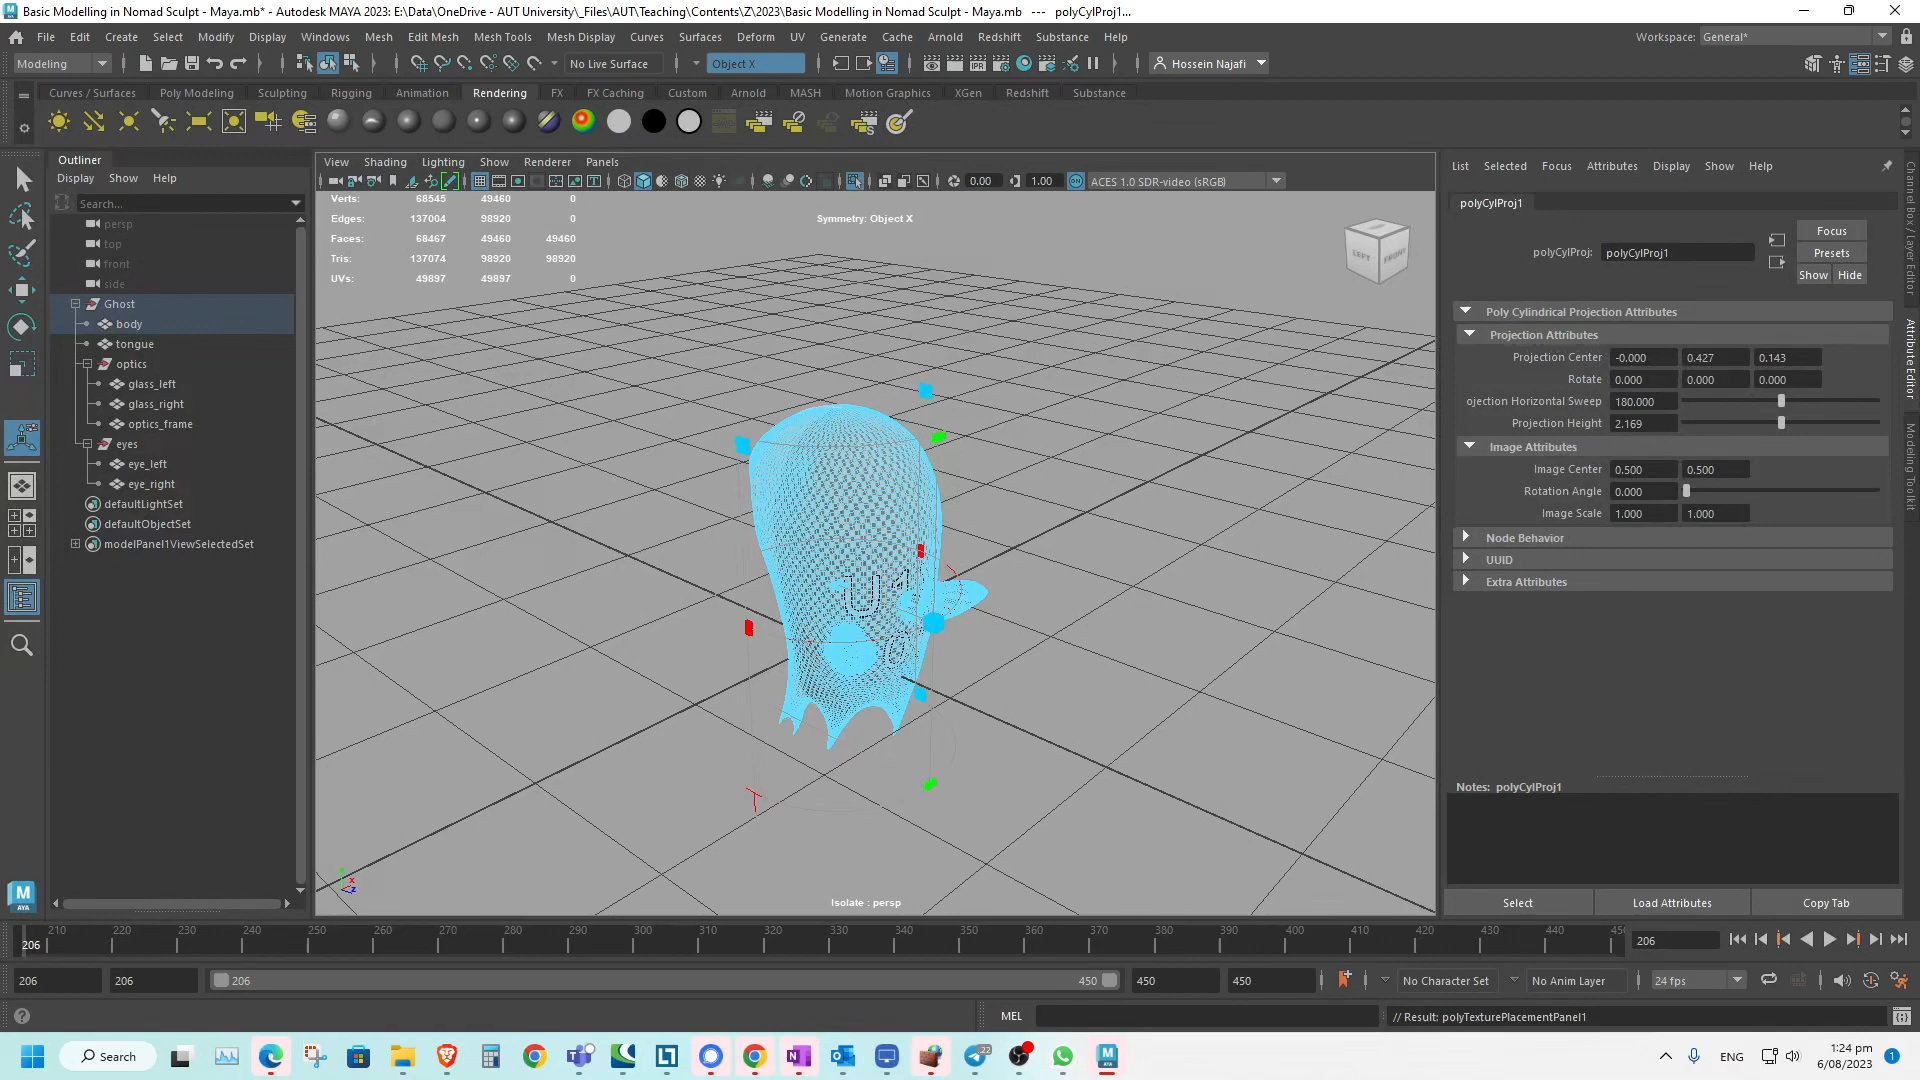 Basic Modelling in Nomad Sculpt - Maya.mb* - Autodesk MAYA 2023: E:\Data\OneDrive - AUT University\_Files\AUT\Teaching\Contents\Z\2023\Basic Modelling in Nomad Sculpt - Maya.mb --- polyCylProj1...
File Edit Create Select Modify Display Windows Mesh Edit Mesh Mesh Tools Mesh Display Curves Surfaces Deform UV Generate Cache Arnold Redshift Substance Help Workspace: General*
Modeling No Live Surface Object X Hossein Najafi
Curves / Surfaces Poly Modeling Sculpting Rigging Animation Rendering FX FX Caching Custom Arnold MASH Motion Graphics XGen Redshift Substance
Outliner
Display Show Help
Search...
persp
top
front
side
Ghost
body
tongue
optics
glass_left
glass_right
optics_frame
eyes
eye_left
eye_right
defaultLightSet
defaultObjectSet
modelPanel1ViewSelectedSet
View Shading Lighting Show Renderer Panels
0.00 1.00 ACES 1.0 SDR-video (sRGB)
Verts: 68545 49460 0
Edges: 137004 98920 0
Faces: 68467 49460 49460
Tris: 137074 98920 98920
UVs: 49897 49897 0
Symmetry: Object X
LEFT FRONT
Isolate : persp
List Selected Focus Attributes Display Show Help
polyCylProj1
polyCylProj: polyCylProj1
Focus
Presets
Show Hide
Poly Cylindrical Projection Attributes
Projection Attributes
Projection Center -0.000 0.427 0.143
Rotate 0.000 0.000 0.000
ojection Horizontal Sweep 180.000
Projection Height 2.169
Image Attributes
Image Center 0.500 0.500
Rotation Angle 0.000
Image Scale 1.000 1.000
Node Behavior
UUID
Extra Attributes
Notes: polyCylProj1
Select Load Attributes Copy Tab
Channel Box / Layer Editor
Attribute Editor
Modeling Toolkit
210 220 230 240 250 260 270 280 290 300 310 320 330 340 350 360 370 380 390 400 410 420 430 440 45
206 206
206 206 206 450 450 450 No Character Set No Anim Layer 24 fps
MEL // Result: polyTexturePlacementPanel1
Search 22 ENG 1:24 pm
6/08/2023 1